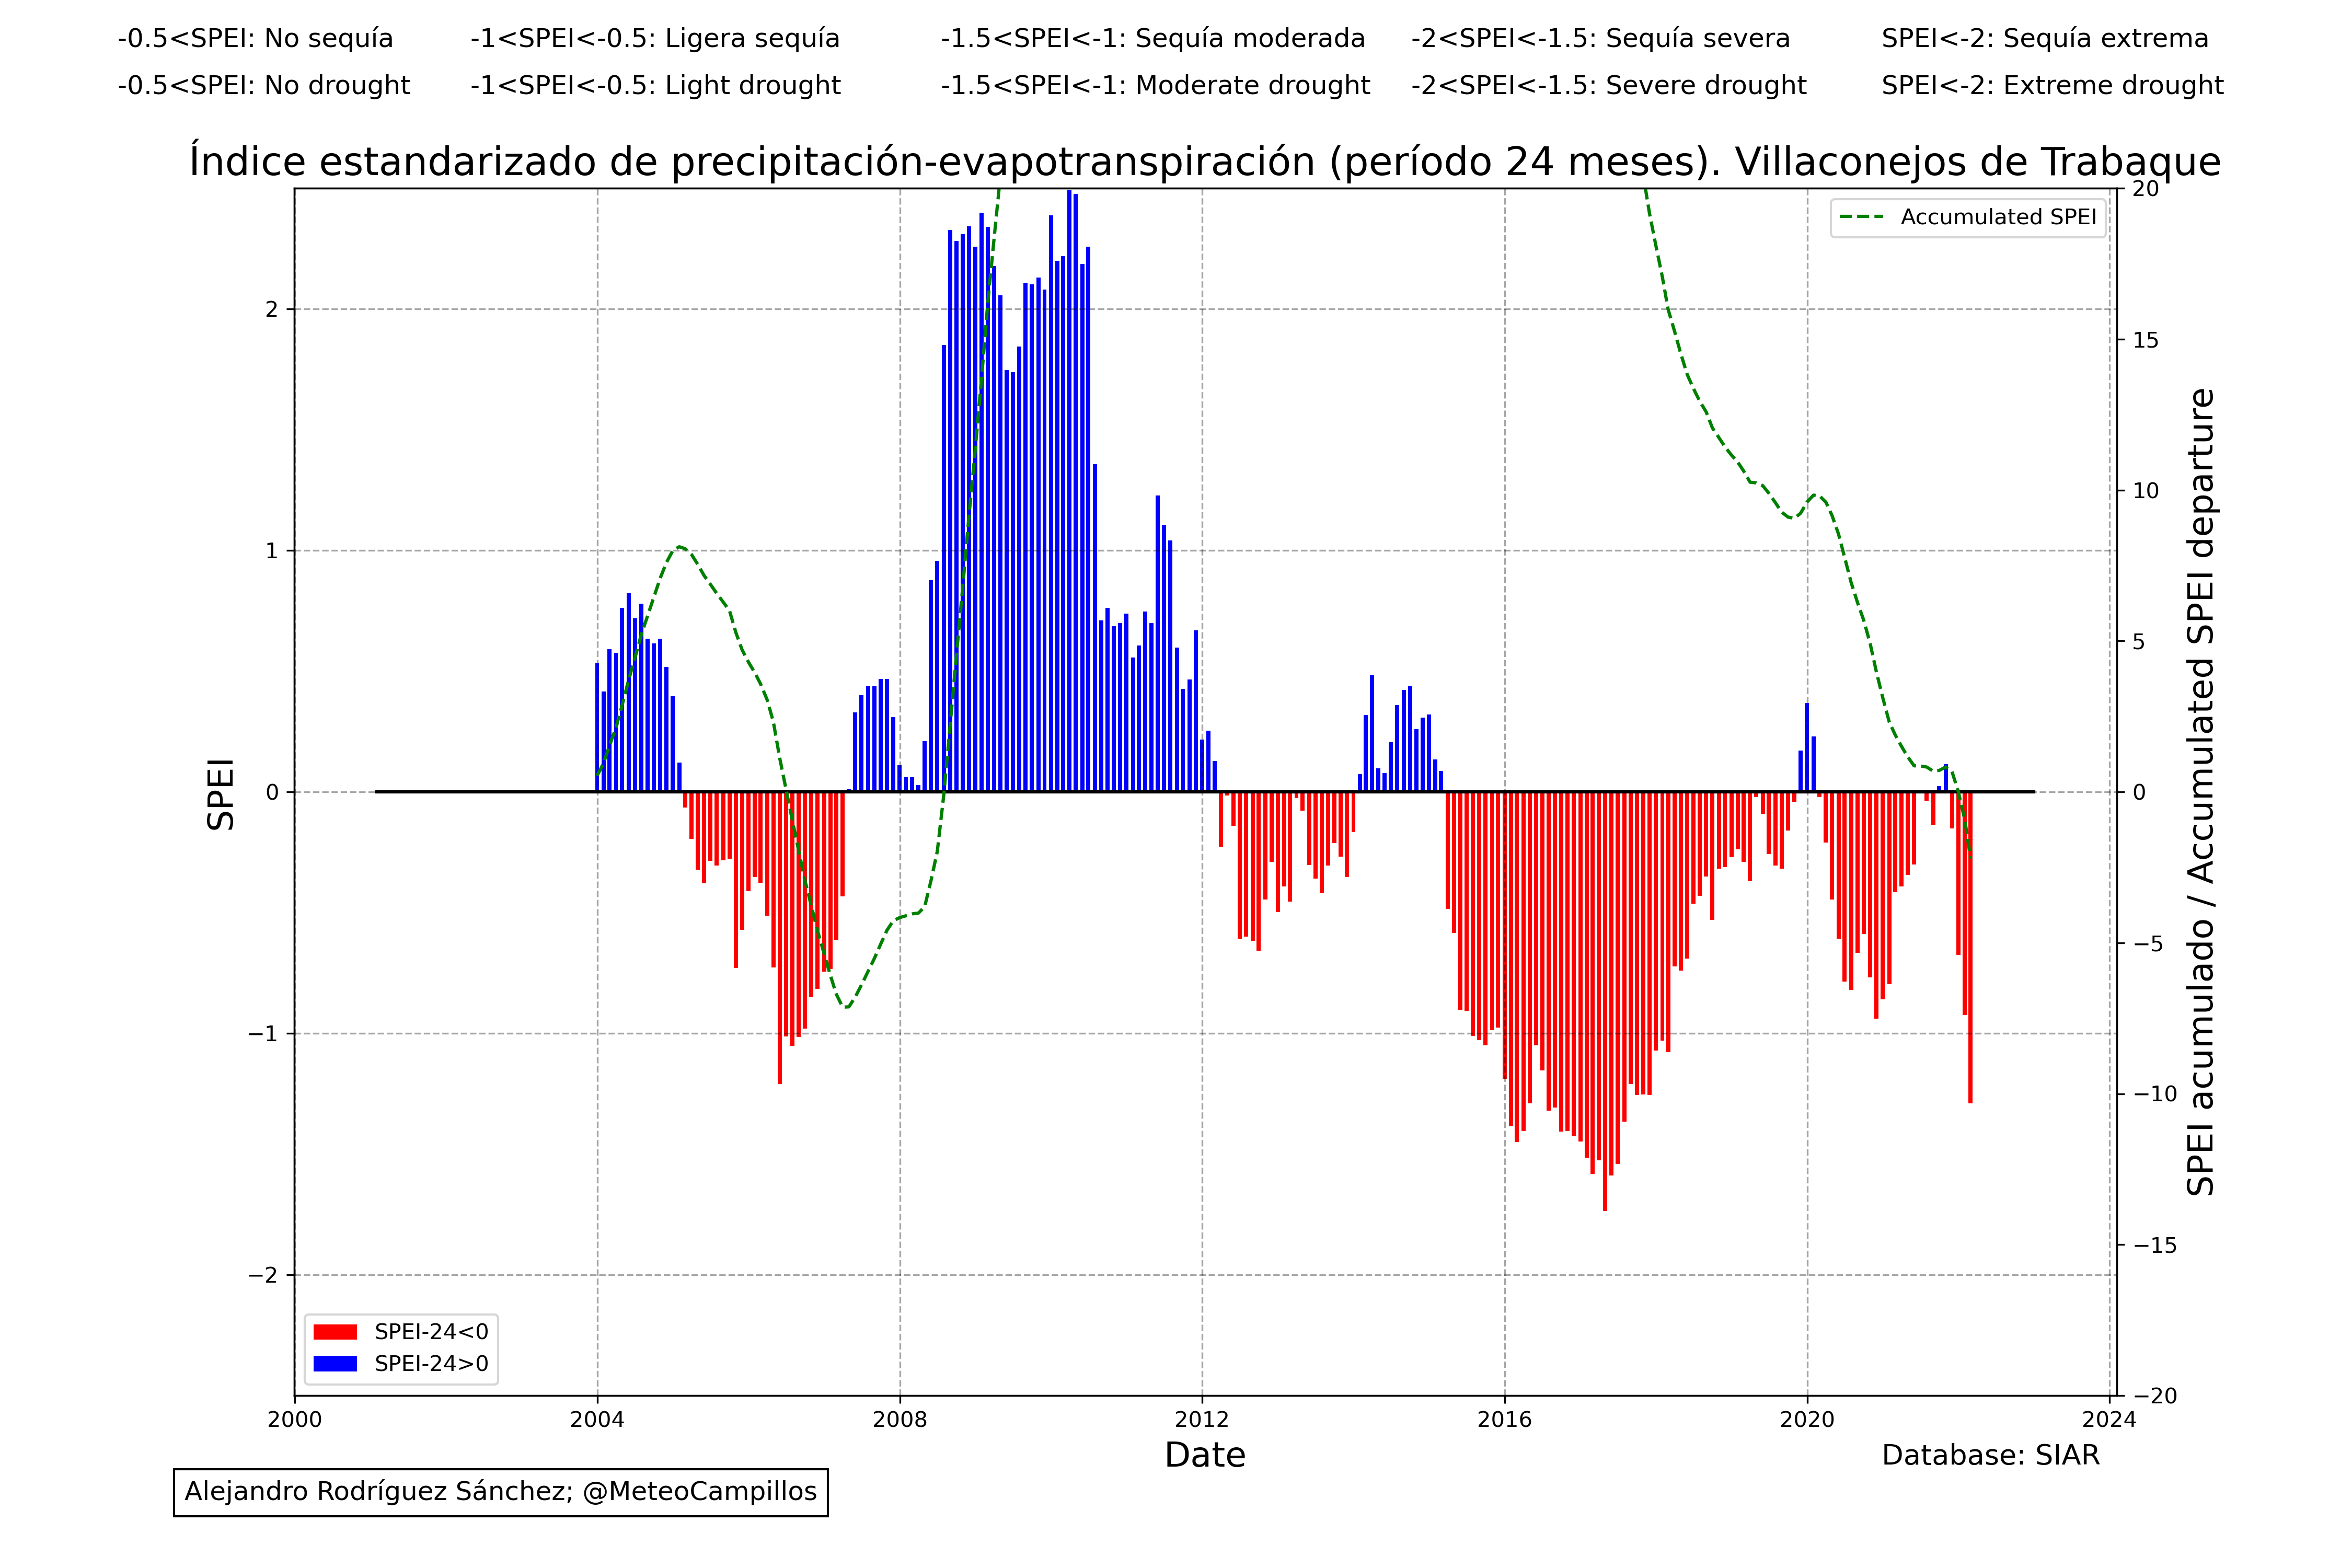 -0.5<SPEI: No sequía -1<SPEI<-0.5: Ligera sequía -1.5<SPEI<-1: Sequía moderada -2<SPEI<-1.5: Sequía severa SPEI<-2: Sequía extrema
-0.5<SPEI: No drought -1<SPEI<-0.5: Light drought -1.5<SPEI<-1: Moderate drought -2<SPEI<-1.5: Severe drought SPEI<-2: Extreme drought
Índice estandarizado de precipitación-evapotranspiración (período 24 meses). Villaconejos de Trabaque
Accumulated SPEI
SPEI
2
1
0
−1
−2
20
15
10
5
0
−5
−10
−15
−20
SPEI acumulado / Accumulated SPEI departure
SPEI-24<0
SPEI-24>0
2000 2004 2008 2012 2016 2020 2024
Date
Database: SIAR
Alejandro Rodríguez Sánchez; @MeteoCampillos